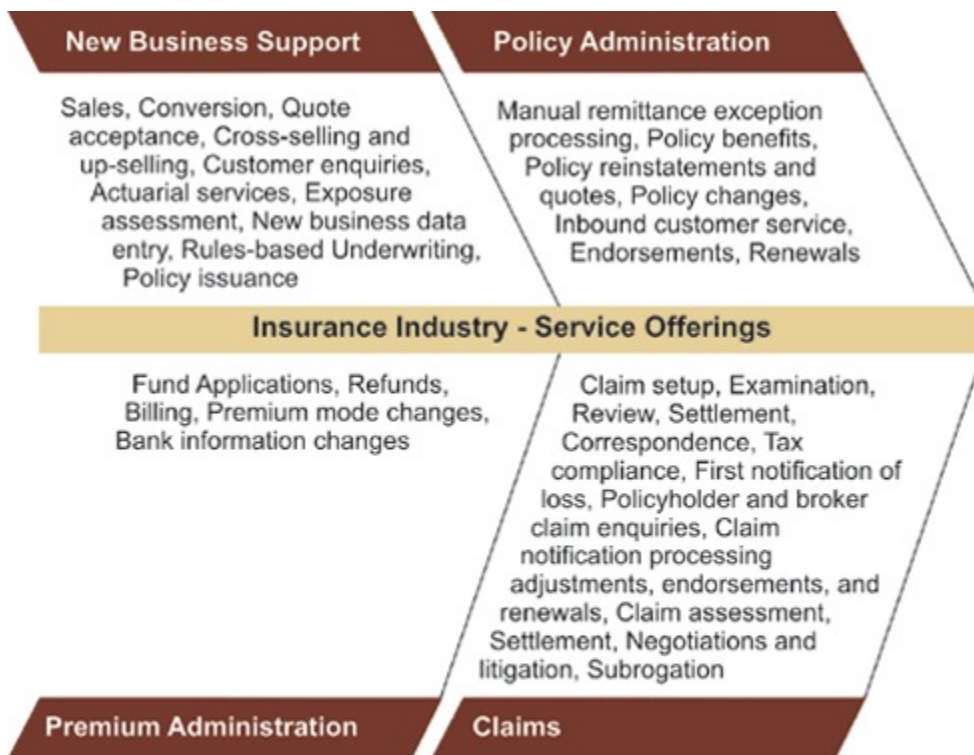 New Business Support
Sales, Conversion, Quote
acceptance, Cross-selling and
up-selling, Customer enquiries,
Actuarial services, Exposure
assessment, New business data
entry, Rules-based Underwriting,
Policy issuance
Policy Administration
Manual remittance exception
processing, Policy benefits,
Policy reinstatements and
quotes, Policy changes,
Inbound customer service,
Endorsements, Renewals
Insurance Industry - Service Offerings
Fund Applications, Refunds,
Billing, Premium mode changes,
Bank information changes
Premium Administration
Claim setup, Examination,
Review, Settlement,
Correspondence, Tax
compliance, First notification of
loss, Policyholder and broker
claim enquiries, Claim
notification processing
adjustments, endorsements, and
renewals, Claim assessment,
Settlement, Negotiations and
litigation, Subrogation
Claims